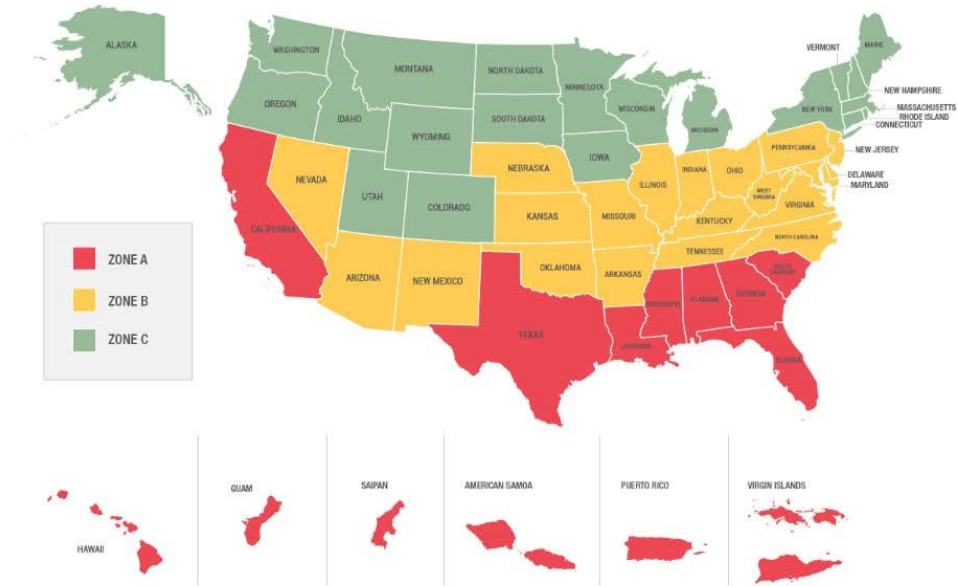 ALASKA
WASHINGTON
MONTANA
NORTH DAKOTA
MINNESOTA
VERMONT
MAINE
OREGON
IDAHO
WYOMING
SOUTH DAKOTA
WISCONSIN
MICHIGAN
NEW YORK
NEW HAMPSHIRE
MASSACHUSETTS
RHODE ISLAND
CONNECTICUT
NEVADA
UTAH
COLORADO
NEBRASKA
IOWA
ILLINOIS
INDIANA
OHIO
PENNSYLVANIA
NEW JERSEY
DELAWARE
MARYLAND
WEST
VIRGINIA
VIRGINIA
CALIFORNIA
KANSAS
MISSOURI
KENTUCKY
NORTH CAROLINA
TENNESSEE
ARIZONA
NEW MEXICO
OKLAHOMA
ARKANSAS
SOUTH
CAROLINA
MISSISSIPPI
ALABAMA
GEORGIA
TEXAS
LOUISIANA
FLORIDA
ZONE A
ZONE B
ZONE C
HAWAII
GUAM
SAIPAN
AMERICAN SAMOA
PUERTO RICO
VIRGIN ISLANDS